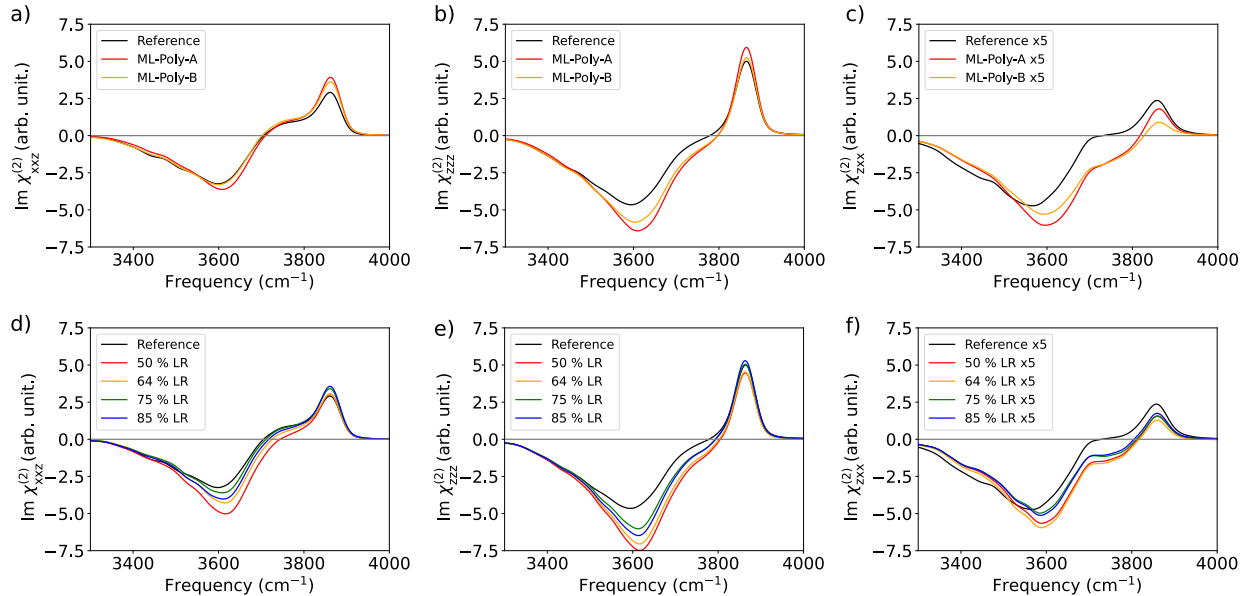 a)
7.5
5.0
2.5
0.0
−2.5
−5.0
−7.5
Im χ(2)xxz (arb. unit.)
Reference
ML-Poly-A
ML-Poly-B
3400 3600 3800 4000
Frequency (cm−1)
b)
7.5
5.0
2.5
0.0
−2.5
−5.0
−7.5
Im χ(2)zzz (arb. unit.)
Reference
ML-Poly-A
ML-Poly-B
3400 3600 3800 4000
Frequency (cm−1)
c)
7.5
5.0
2.5
0.0
−2.5
−5.0
−7.5
Im χ(2)zxx (arb. unit.)
Reference x5
ML-Poly-A x5
ML-Poly-B x5
3400 3600 3800 4000
Frequency (cm−1)
d)
7.5
5.0
2.5
0.0
−2.5
−5.0
−7.5
Im χ(2)xxz (arb. unit.)
Reference
50 % LR
64 % LR
75 % LR
85 % LR
3400 3600 3800 4000
Frequency (cm−1)
e)
7.5
5.0
2.5
0.0
−2.5
−5.0
−7.5
Im χ(2)zzz (arb. unit.)
Reference
50 % LR
64 % LR
75 % LR
85 % LR
3400 3600 3800 4000
Frequency (cm−1)
f)
7.5
5.0
2.5
0.0
−2.5
−5.0
−7.5
Im χ(2)zxx (arb. unit.)
Reference x5
50 % LR x5
64 % LR x5
75 % LR x5
85 % LR x5
3400 3600 3800 4000
Frequency (cm−1)